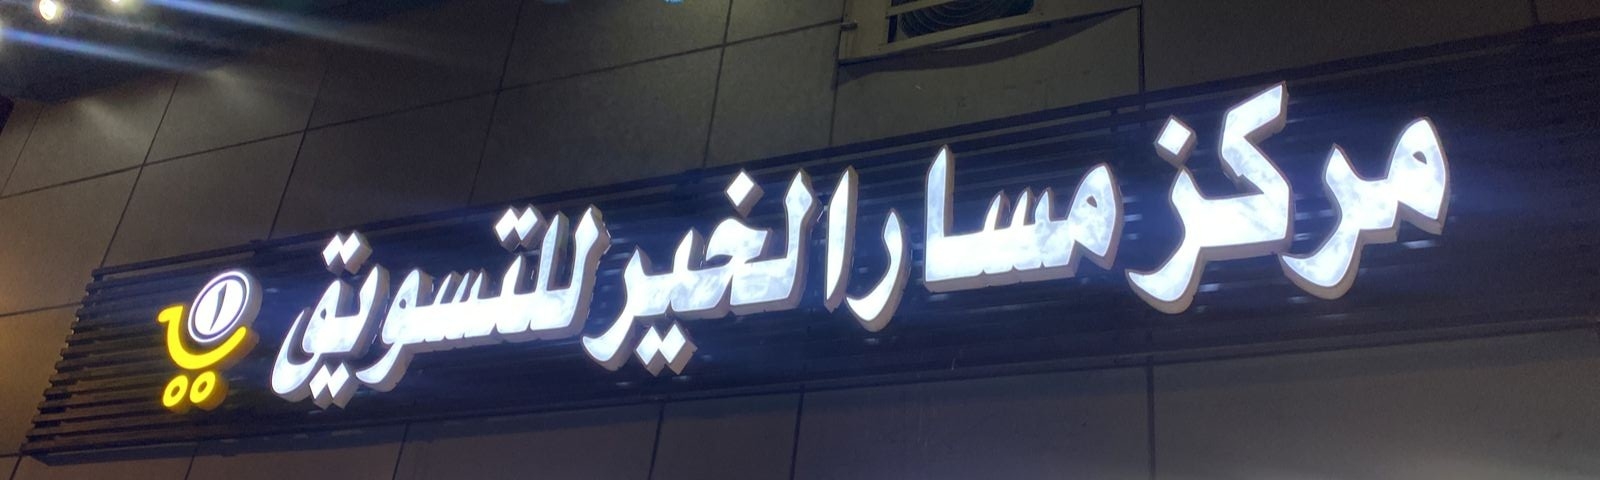 مركز مسار الخير للتسويق